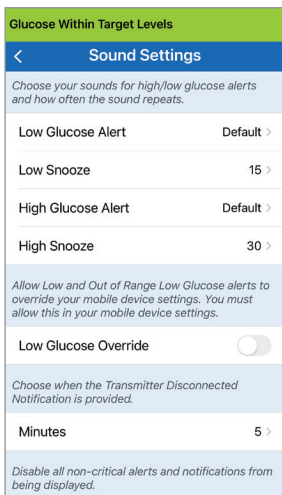 Glucose Within Target Levels
< Sound Settings
Choose your sounds for high/low glucose alerts
and how often the sound repeats.
Low Glucose Alert Default >
Low Snooze 15 >
High Glucose Alert Default >
High Snooze 30 >
Allow Low and Out of Range Low Glucose alerts to
override your mobile device settings. You must
allow this in your mobile device settings.
Low Glucose Override
Choose when the Transmitter Disconnected
Notification is provided.
Minutes 5 >
Disable all non-critical alerts and notifications from
being displayed.